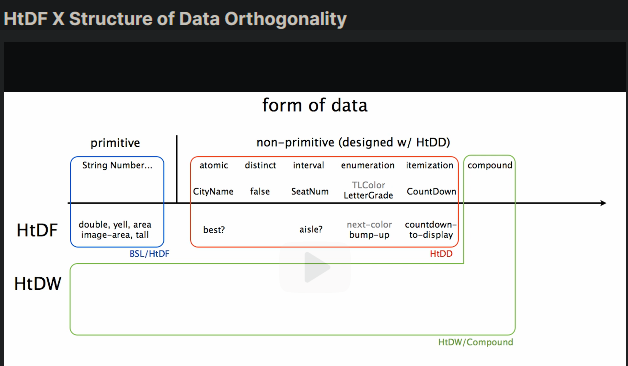 HtDF X Structure of Data Orthogonality
form of data
primitive
non-primitive (designed w/ HtDD)
String Number...
atomic distinct interval enumeration itemization compound
CityName false SeatNum TLColor LetterGrade CountDown
HtDF
double, yell, area
image-area, tall
best?
aisle?
next-color
bump-up
countdown-
to-display
BSL/HtDF
HtDD
HtDW
HtDW/Compound